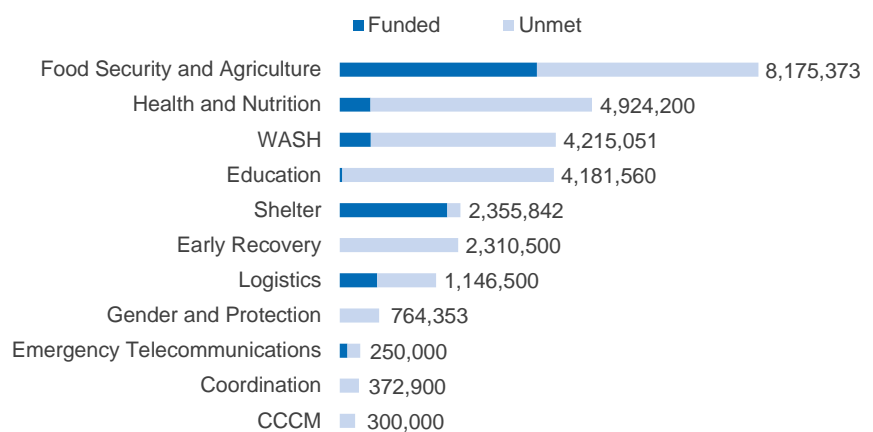 Funded Unmet
Food Security and Agriculture 8,175,373
Health and Nutrition 4,924,200
WASH 4,215,051
Education 4,181,560
Shelter 2,355,842
Early Recovery 2,310,500
Logistics 1,146,500
Gender and Protection 764,353
Emergency Telecommunications 250,000
Coordination 372,900
CCCM 300,000